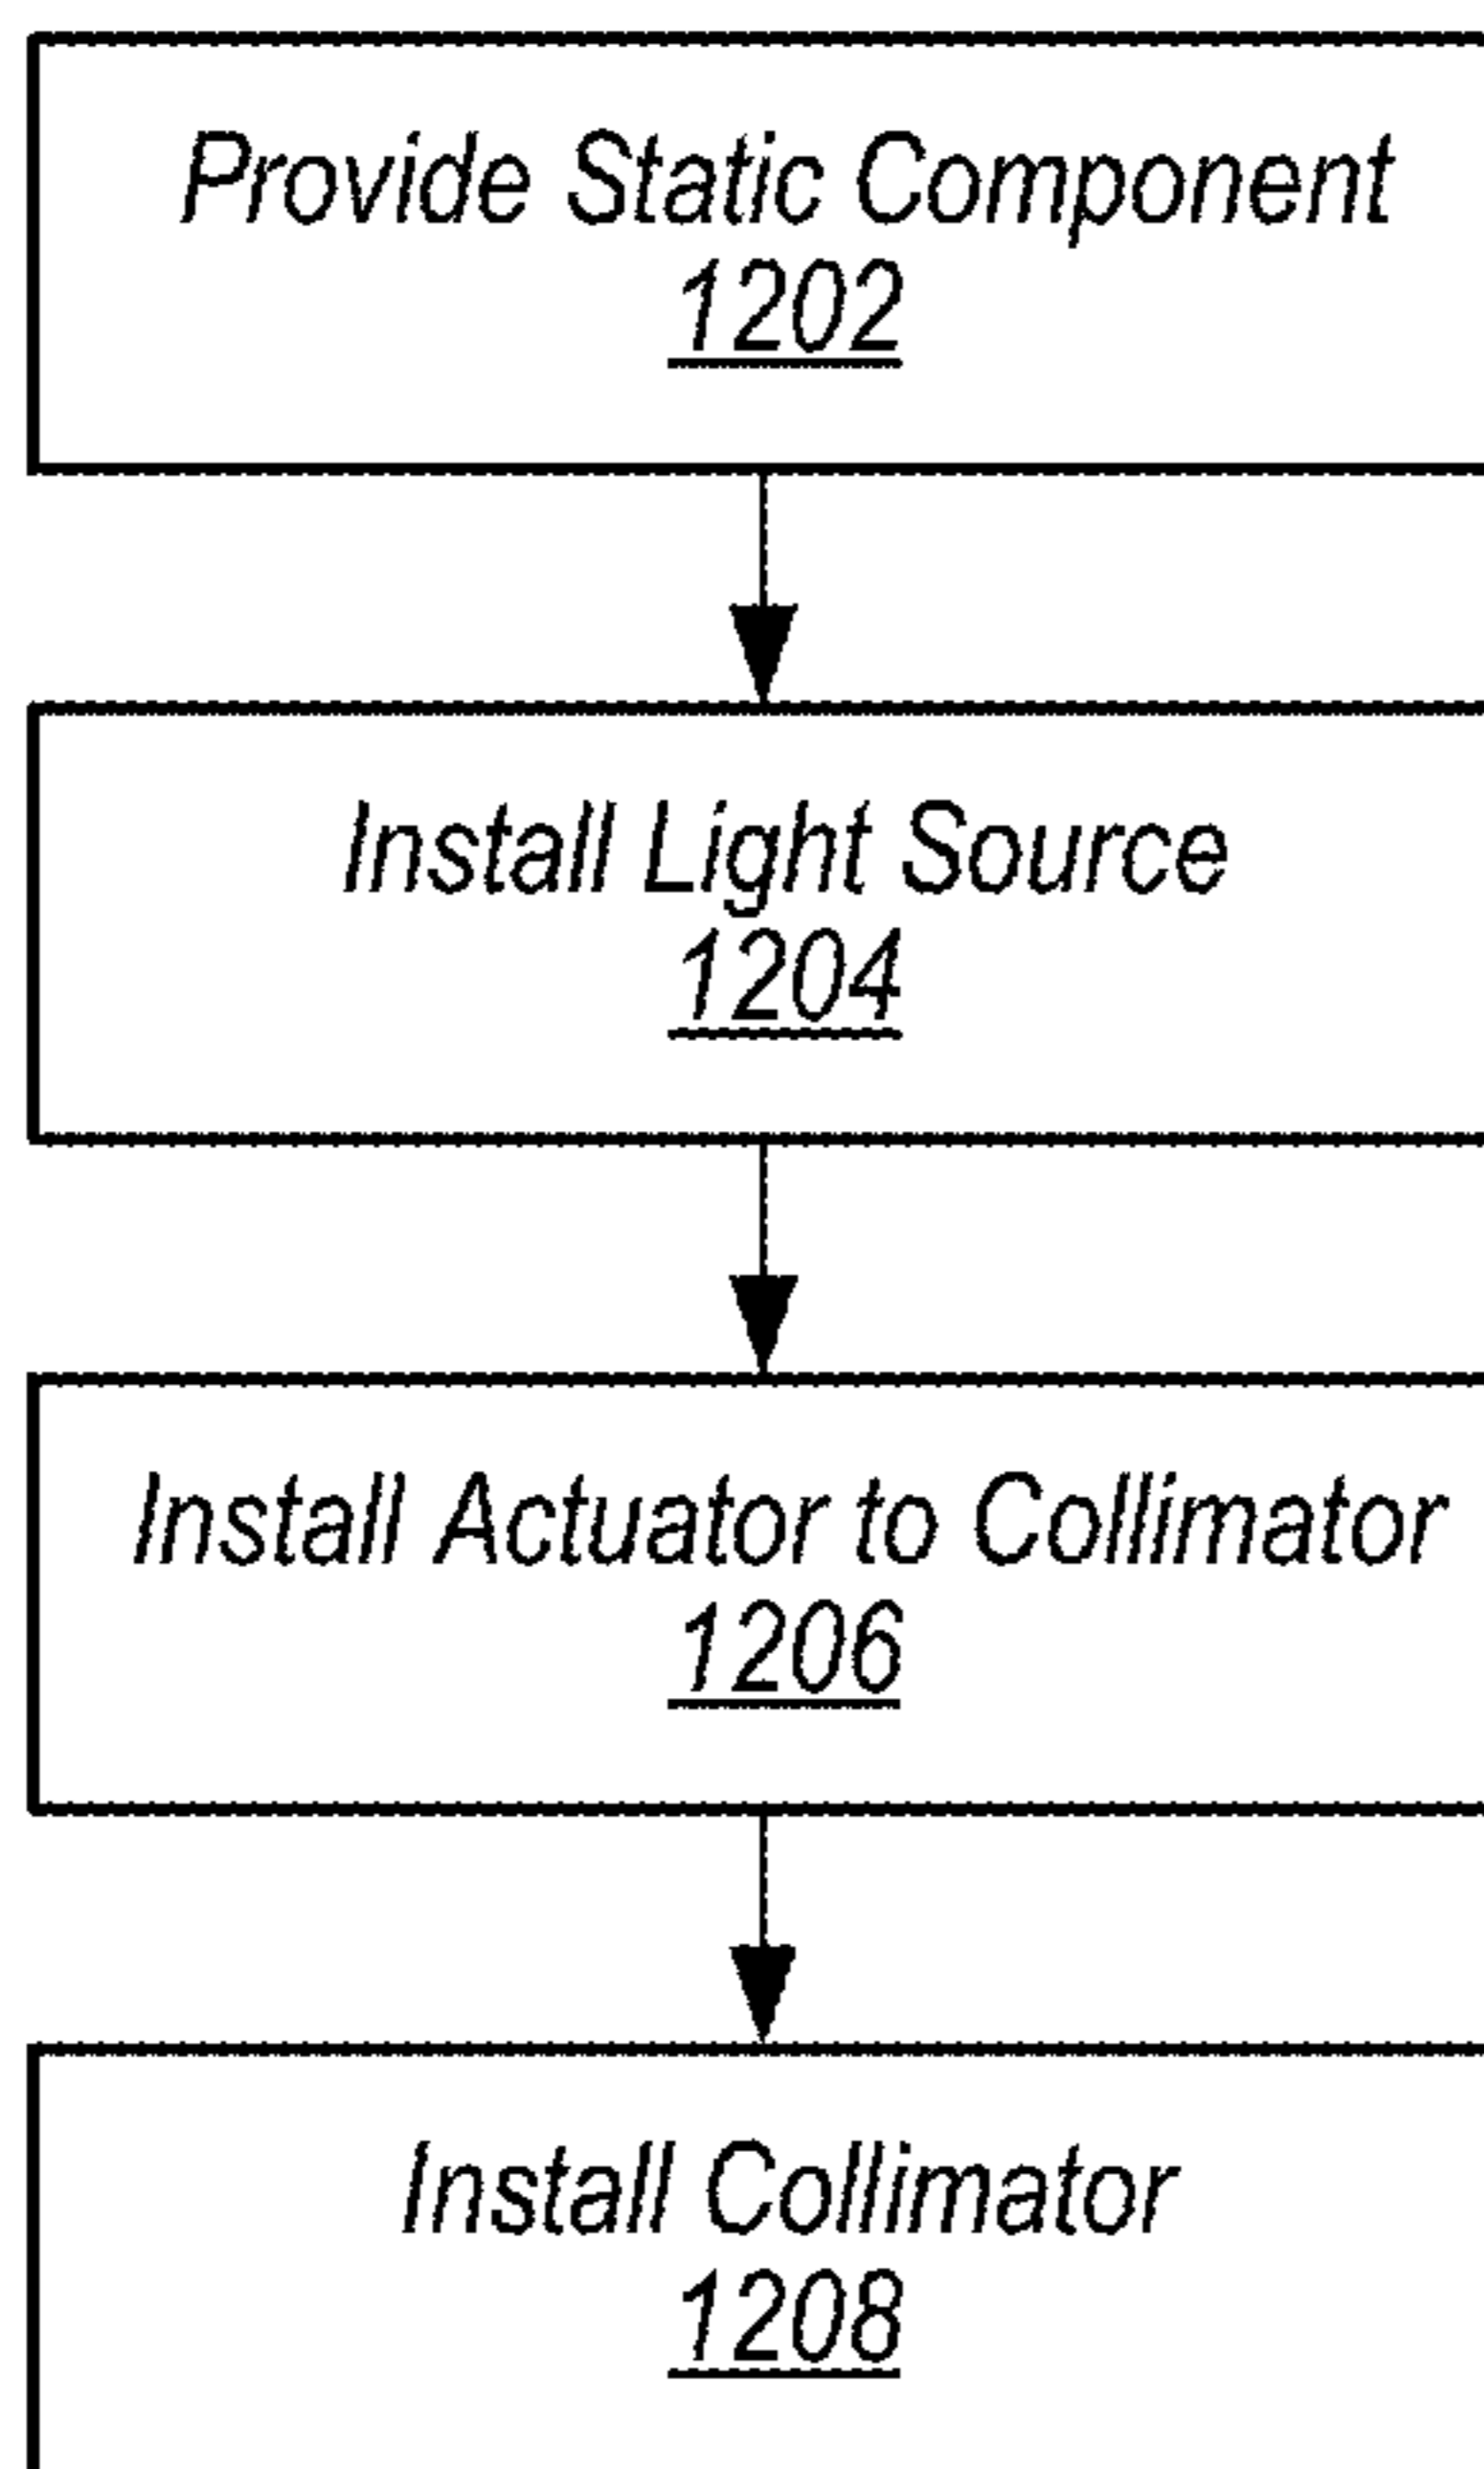 Provide Static Component
1202
Install Light Source
1204
Install Actuator to Collimator
1206
Install Collimator
1208